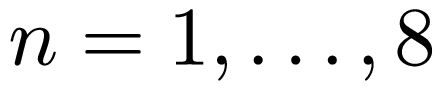 n = 1, . . . , 8